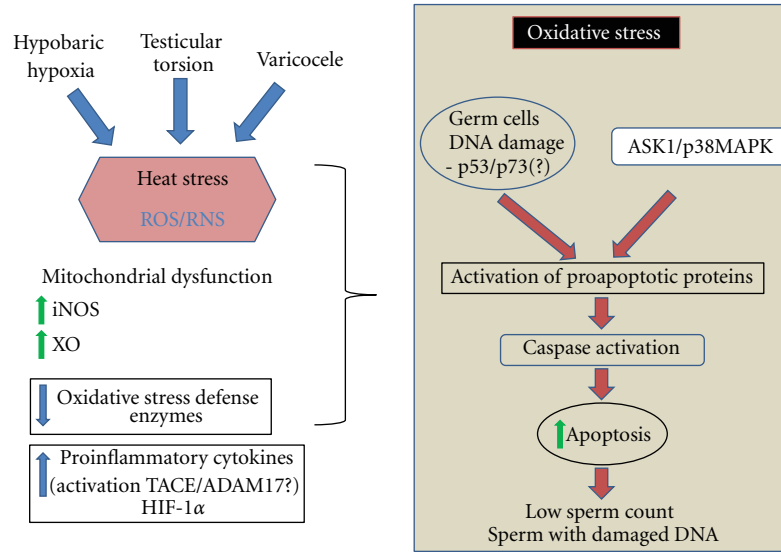 Hypobaric
hypoxia
Testicular
torsion
Varicocele
Heat stress
ROS/RNS
Mitochondrial dysfunction
iNOS
XO
Oxidative stress defense
enzymes
Proinflammatory cytokines
(activation TACE/ADAM17?)
HIF-1α
Oxidative stress
Germ cells
DNA damage
- p53/p73(?)
ASK1/p38MAPK
Activation of proapoptotic proteins
Caspase activation
Apoptosis
Low sperm count
Sperm with damaged DNA